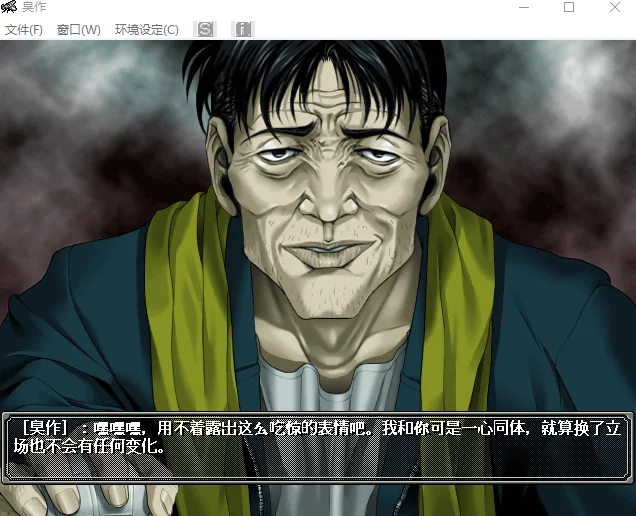 臭作
文件(F) 窗口(W) 环境设定(C) S i
［臭作］：嘿嘿嘿，用不着露出这么吃惊的表情吧。我和你可是一心同体，就算换了立
场也不会有任何变化。